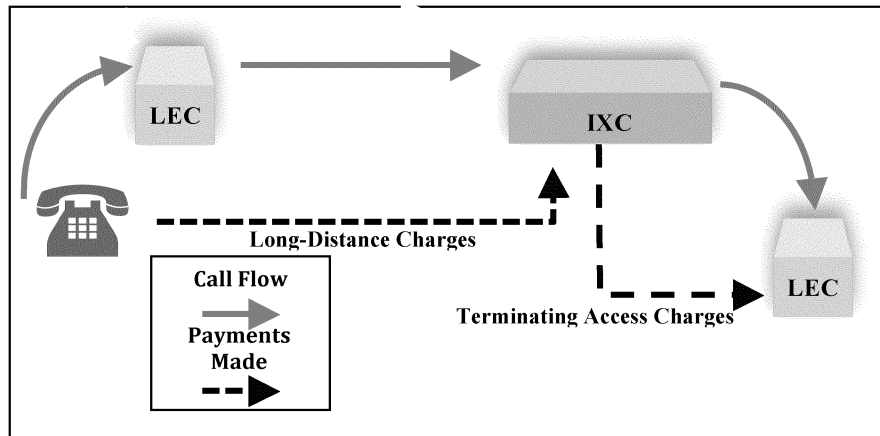 LEC
IXC
Long-Distance Charges
LEC
Terminating Access Charges
Call Flow
Payments
Made